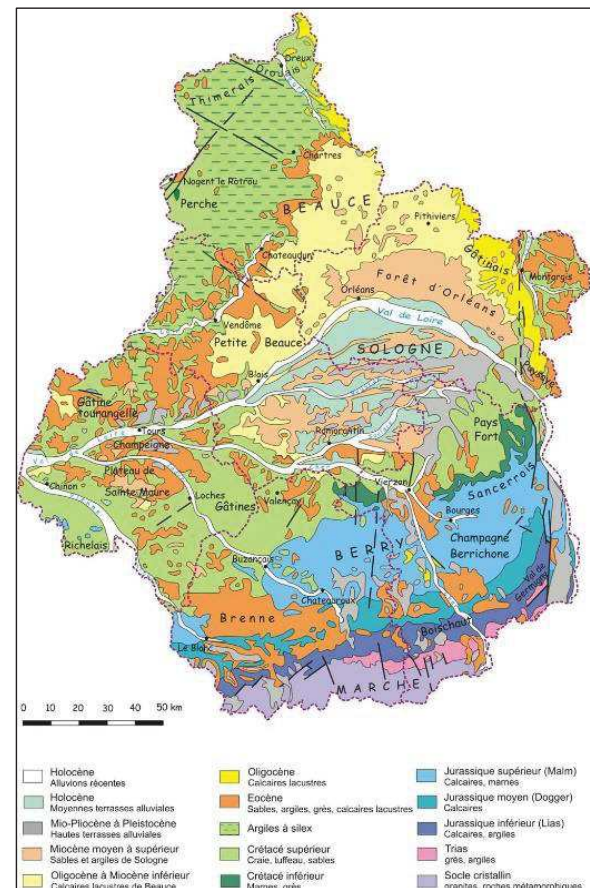 Dreux
Drouais
Thimerais
Chartres
Nogent le Rotrou
Perche
BEAUCE
Pithiviers
Gâtinais
Montargis
Chateaudun
Forêt d'Orléans
Orléans
Vendôme
Petite Beauce
Val de Loire
SOLOGNE
Blois
Gâtine
tourangelle
Tours
Champeigne
Romorantin
Pays
Fort
Plateau de
Sainte Maure
Chinon
Loches
Gâtines
Valençay
Vierzon
Sancerrois
Bourges
Richelais
Champagne
Berrichone
BERRY
Buzançais
Chateauroux
Val de
Germigny
Brenne
Le Blanc
Boischaut
MARCHE
0 10 20 30 40 50 km
Holocène
Alluvions récentes
Holocène
Moyennes terrasses alluviales
Mio-Pliocène à Pleistocène
Hautes terrasses alluviales
Miocène moyen à supérieur
Sables et argiles de Sologne
Oligocène à Miocène inférieur
Calcaires lacustres de Beauce
Oligocène
Calcaires lacustres
Eocène
Sables, argiles, grès, calcaires lacustres
Argiles à silex
Crétacé supérieur
Craie, tuffeau, sables
Crétacé inférieur
Marnes, grès
Jurassique supérieur (Malm)
Calcaires, marnes
Jurassique moyen (Dogger)
Calcaires
Jurassique inférieur (Lias)
Calcaires, argiles
Trias
grès, argiles
Socle cristallin
granites, roches métamorphiques